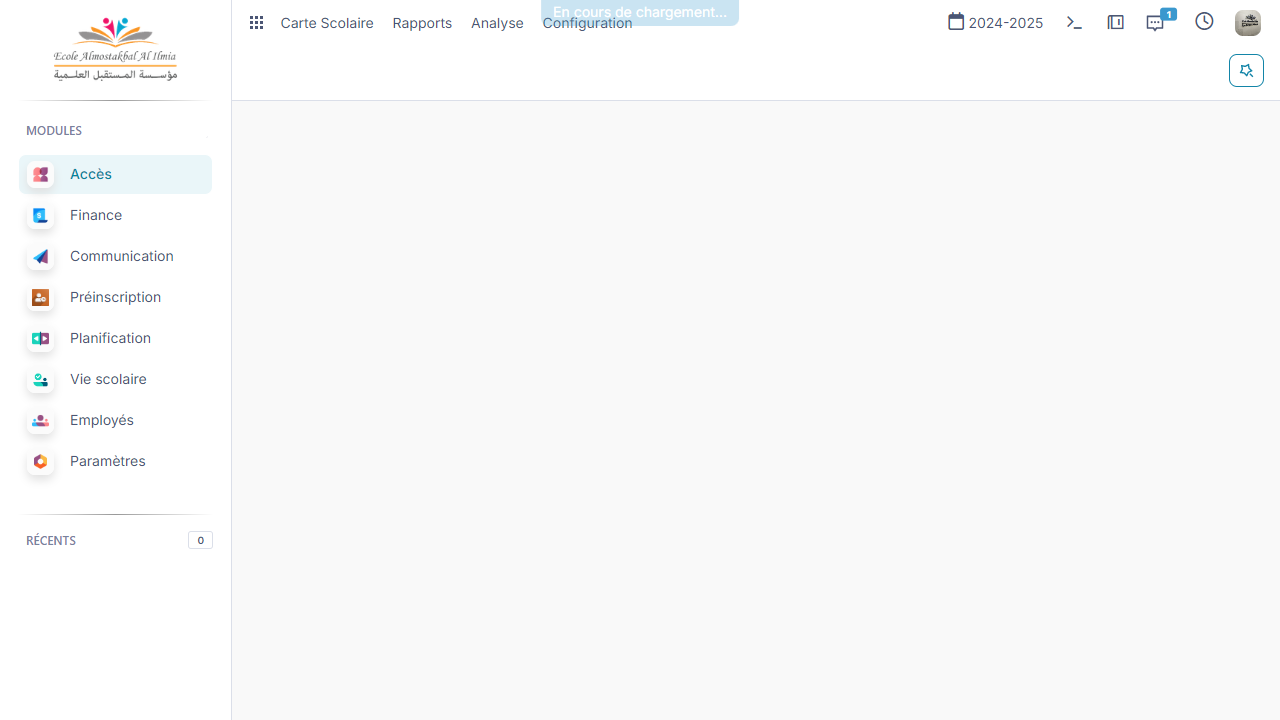 Ecole Almostakbal Al Ilmia
مؤسسة المستقبل العلمية
MODULES
Accès
Finance
Communication
Préinscription
Planification
Vie scolaire
Employés
Paramètres
RÉCENTS 0
Carte Scolaire Rapports Analyse Configuration
En cours de chargement...
2024-2025 1